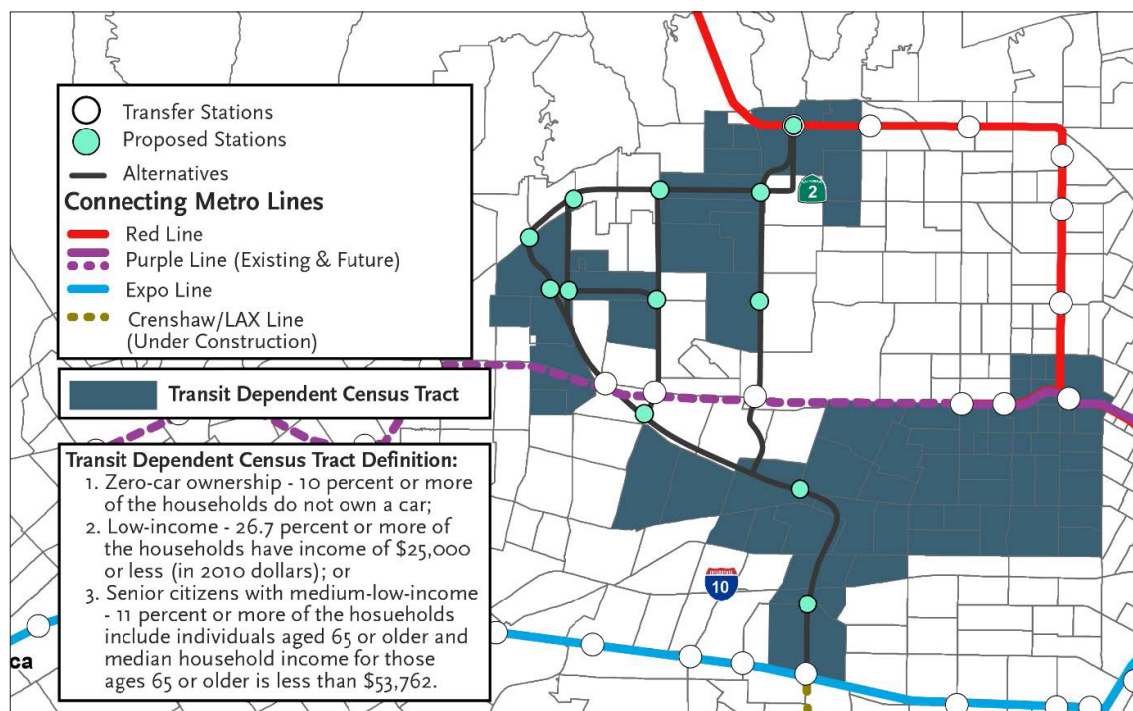 Transfer Stations
Proposed Stations
Alternatives
Connecting Metro Lines
Red Line
Purple Line (Existing & Future)
Expo Line
Crenshaw/LAX Line
(Under Construction)
Transit Dependent Census Tract
Transit Dependent Census Tract Definition:
1. Zero-car ownership - 10 percent or more
of the households do not own a car;
2. Low-income - 26.7 percent or more of
the households have income of $25,000
or less (in 2010 dollars); or
3. Senior citizens with medium-low-income
- 11 percent or more of the hosueholds
include individuals aged 65 or older and
median household income for those
ages 65 or older is less than $53,762.
2
10
ca